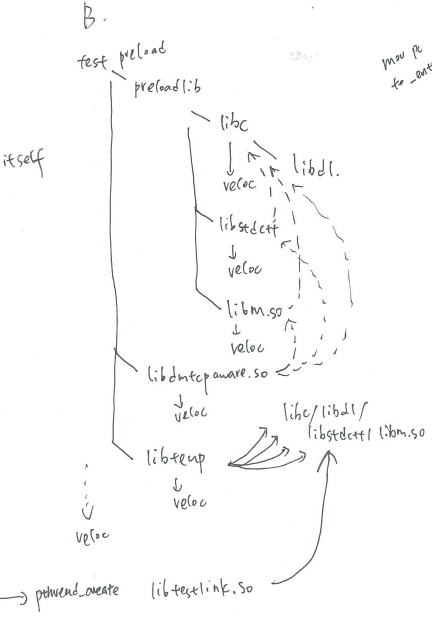 B.
test preload
preloadlib
mov pc
to _ent
libc
itself
libdl.
veloc
libstdc++
veloc
libm.so
veloc
libdmtcpaware.so
veloc
libc/libdl/
libstdc++/ libm.so
libtemp
veloc
veloc
pthread_create libtestlink.so